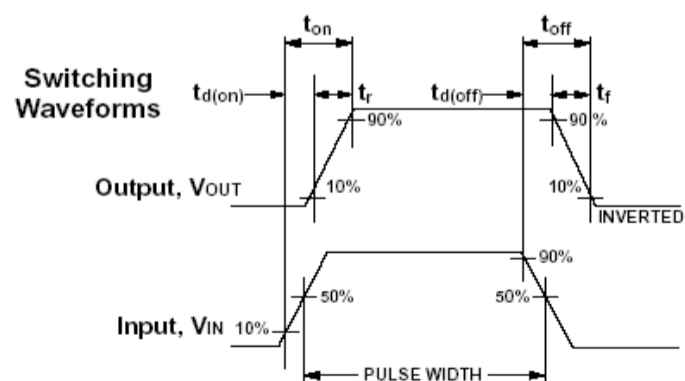 ton
toff
Switching
Waveforms
td(on)
tr
td(off)
tf
90%
90 %
Output, VOUT
10%
10%
INVERTED
90%
50%
50%
Input, VIN
10%
PULSE WIDTH